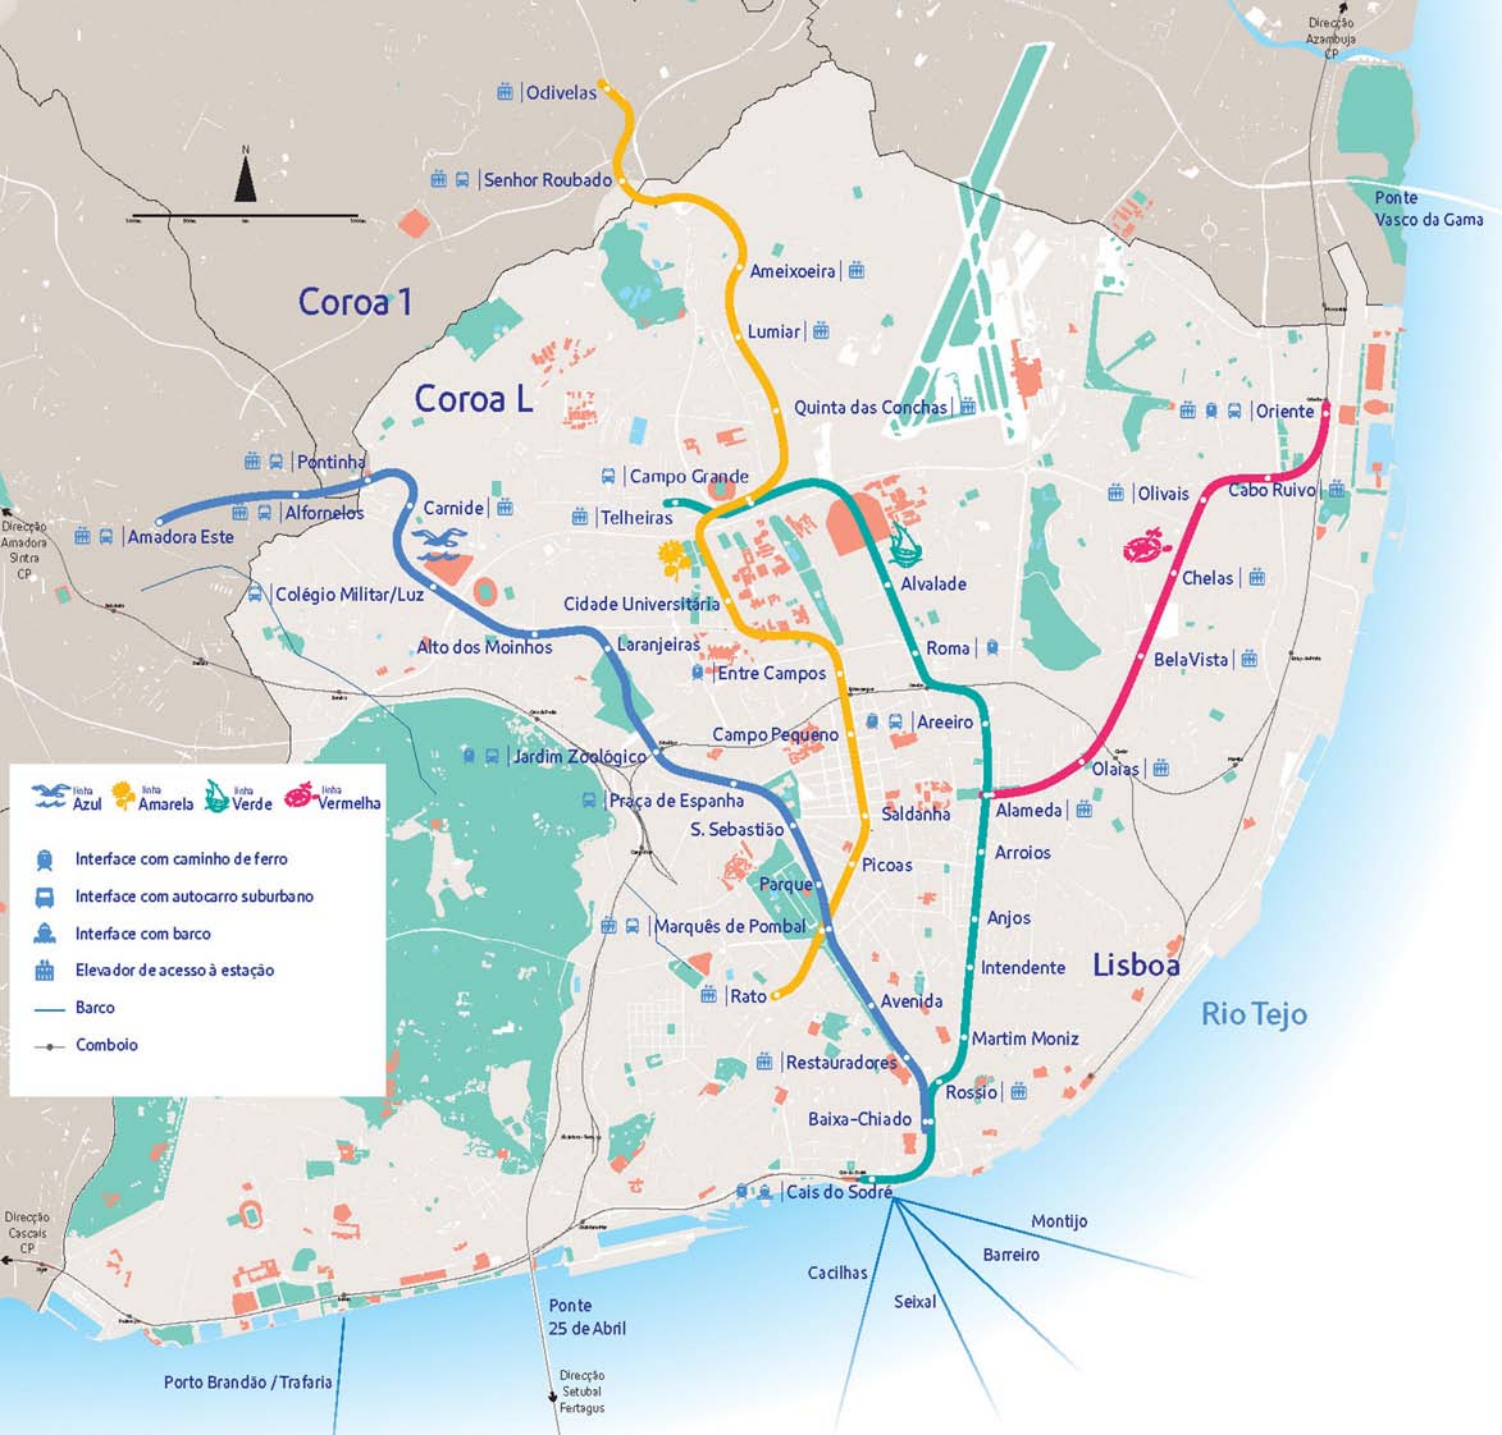 Direcção
Azambuja
CP
Odivelas
N
Senhor Roubado
Ponte
Vasco da Gama
Ameixoeira
Coroa 1
Lumiar
Coroa L
Quinta das Conchas
Oriente
Pontinha
Campo Grande
Olivais
Cabo Ruivo
Alfornelos
Carnide
Telheiras
Direcção
Amadora
Sintra
CP
Amadora Este
Chelas
Alvalade
Colégio Militar/Luz
Cidade Universitária
Alto dos Moinhos
Laranjeiras
Roma
BelaVista
Entre Campos
Areeiro
Campo Pequeno
Jardim Zoológico
Olaias
Praça de Espanha
Saldanha
Alameda
S. Sebastião
linha
Azul
linha
Amarela
linha
Verde
linha
Vermelha
Arroios
Interface com caminho de ferro
Picoas
Parque
Interface com autocarro suburbano
Anjos
Marquês de Pombal
Interface com barco
Intendente
Lisboa
Elevador de acesso à estação
Rato
Avenida
Barco
Rio Tejo
Martim Moniz
Comboio
Restauradores
Rossio
Baixa-Chiado
Cais do Sodré
Direcção
Cascais
CP
Montijo
Barreiro
Cacilhas
Seixal
Ponte
25 de Abril
Porto Brandão / Trafaria
Direcção
Setubal
Fertagus